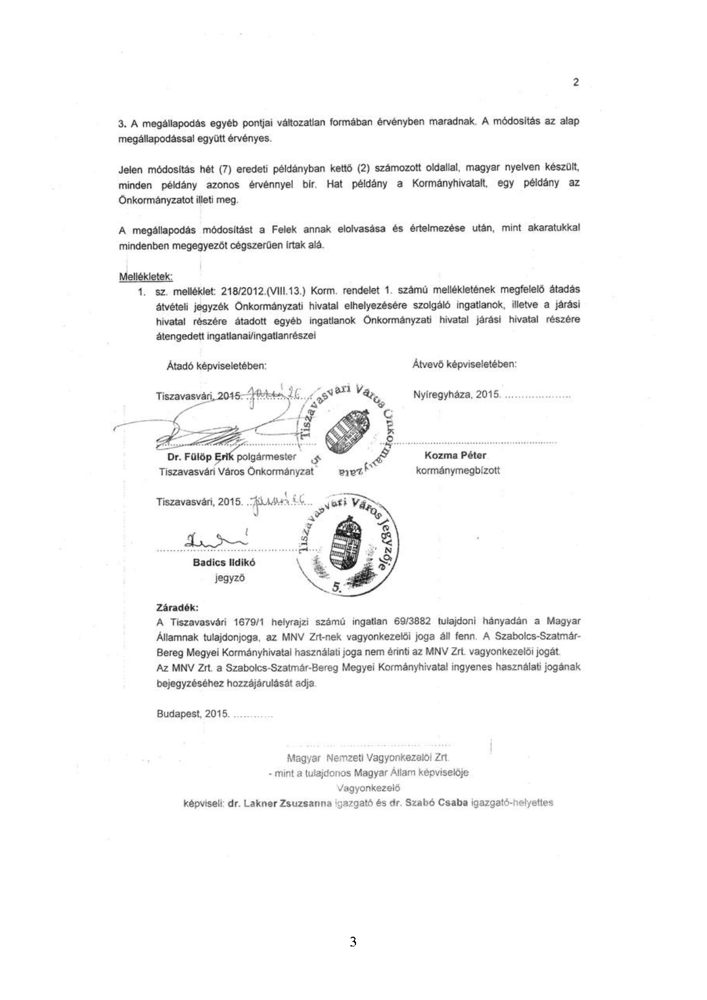 2
3. A megállapodás egyéb pontjai változatlan formában érvényben maradnak. A módosítás az alap
megállapodással együtt érvényes.
Jelen módosítás hét (7) eredeti példányban kettő (2) számozott oldallal, magyar nyelven készült,
minden példány azonos érvénnyel bír. Hat példány a Kormányhivatalt, egy példány az
Önkormányzatot illeti meg.
A megállapodás módosítást a Felek annak elolvasása és értelmezése után, mint akaratukkal
mindenben megegyezőt cégszerűen írtak alá.
Mellékletek:
1. sz. melléklet: 218/2012.(VIII.13.) Korm. rendelet 1. számú mellékletének megfelelő átadás
átvételi jegyzék Önkormányzati hivatal elhelyezésére szolgáló ingatlanok, illetve a járási
hivatal részére átadott egyéb ingatlanok Önkormányzati hivatal járási hivatal részére
átengedett ingatlanai/ingatlanrészei
Átadó képviseletében:
Átvevő képviseletében:
Tiszavasvári, 2015.
Nyíregyháza, 2015. ...................
Tiszavasvári Város Önkormányzata
5
Dr. Fülöp Erik polgármester
Tiszavasvári Város Önkormányzat
Kozma Péter
kormánymegbízott
Tiszavasvári, 2015.
Tiszavasvári Város Jegyzője
5.
Badics Ildikó
jegyző
Záradék:
A Tiszavasvári 1679/1 helyrajzi számú ingatlan 69/3882 tulajdoni hányadán a Magyar
Államnak tulajdonjoga, az MNV Zrt-nek vagyonkezelői joga áll fenn. A Szabolcs-Szatmár-
Bereg Megyei Kormányhivatal használati joga nem érinti az MNV Zrt. vagyonkezelői jogát.
Az MNV Zrt. a Szabolcs-Szatmár-Bereg Megyei Kormányhivatal ingyenes használati jogának
bejegyzéséhez hozzájárulását adja.
Budapest, 2015. ............
Magyar Nemzeti Vagyonkezelői Zrt.
- mint a tulajdonos Magyar Állam képviselője
Vagyonkezelő
képviseli: dr. Lakner Zsuzsanna igazgató és dr. Szabó Csaba igazgató-helyettes
3